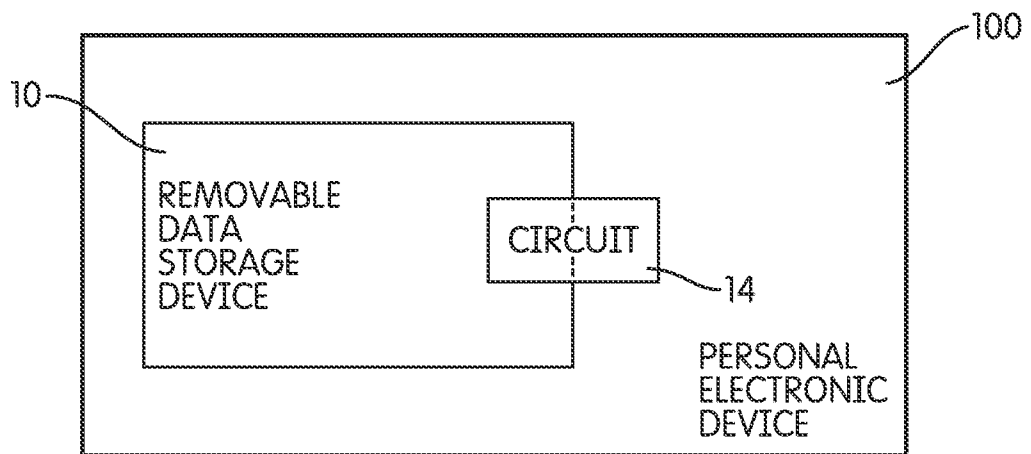 100
10
REMOVABLE
DATA
STORAGE
DEVICE
CIRCUIT
14
PERSONAL
ELECTRONIC
DEVICE